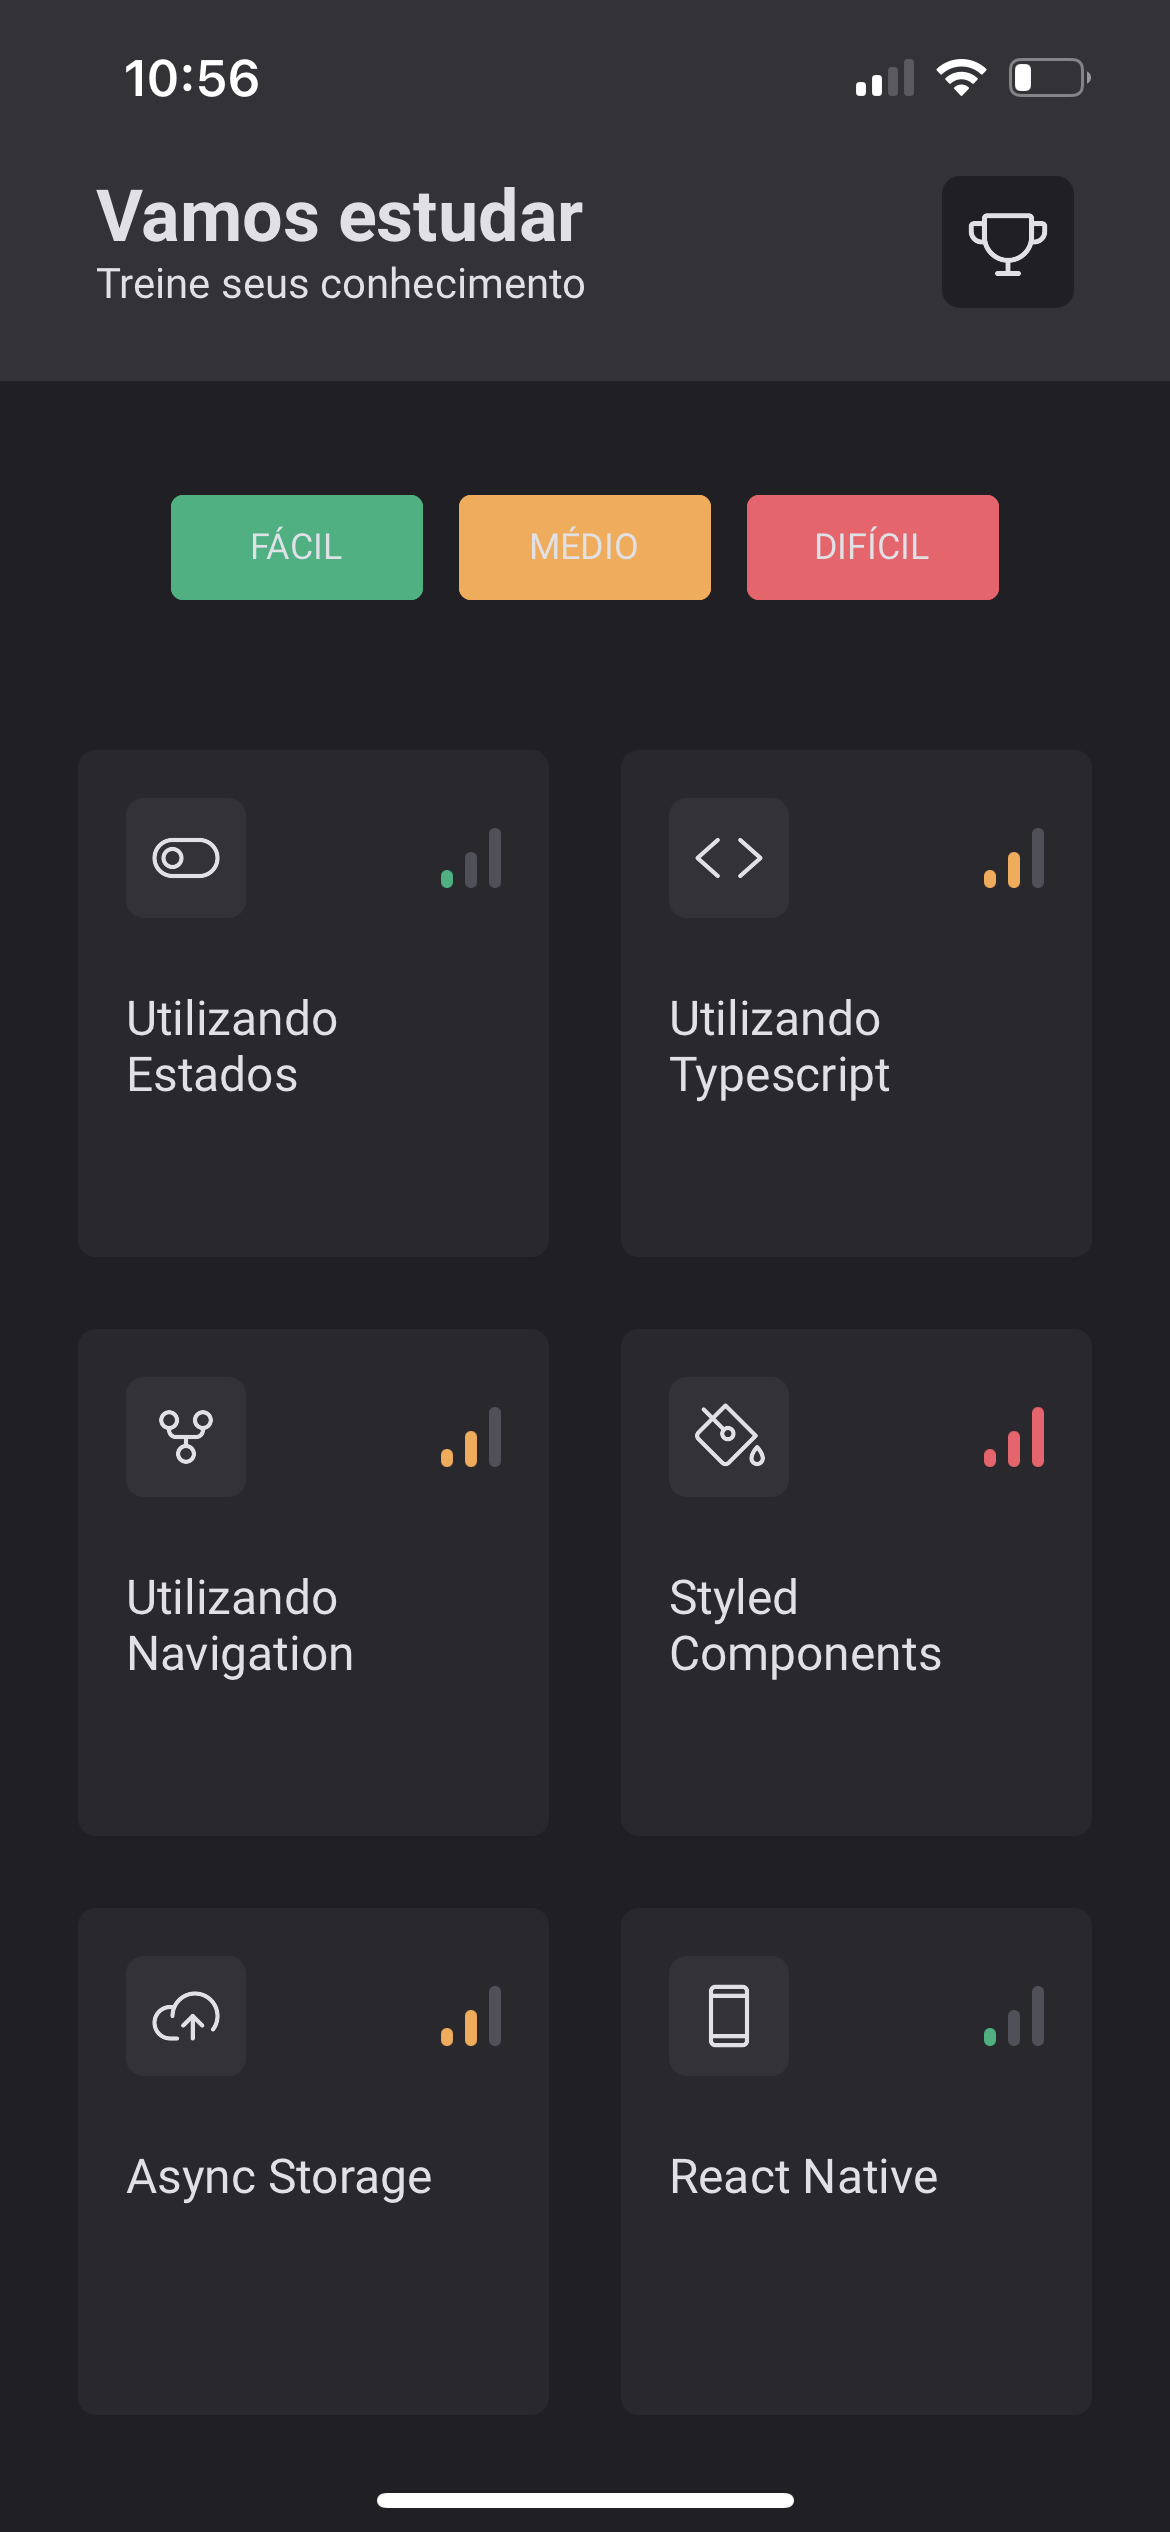 10:56
Vamos estudar
Treine seus conhecimento
FÁCIL
MÉDIO
DIFÍCIL
Utilizando
Estados
Utilizando
Typescript
Utilizando
Navigation
Styled
Components
Async Storage
React Native